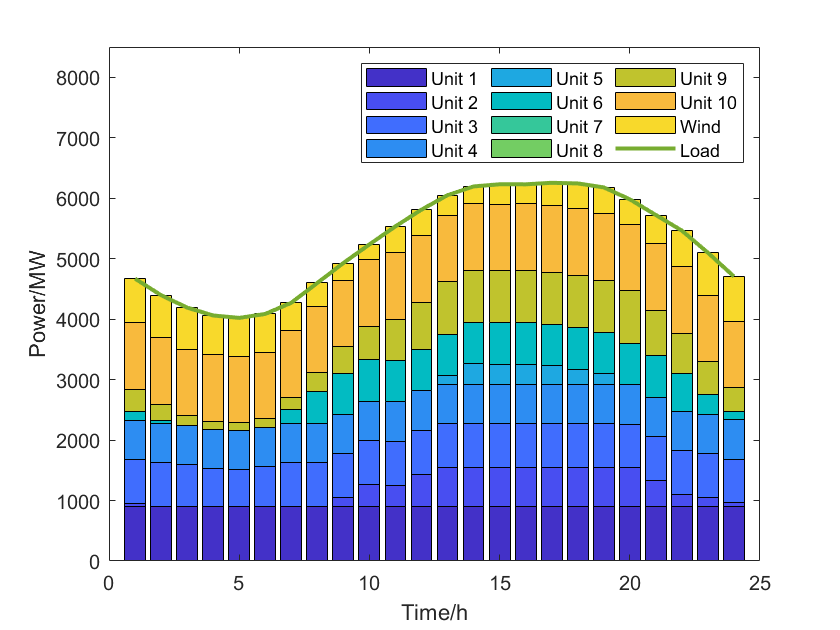 8000
7000
6000
5000
4000
3000
2000
1000
0
Power/MW
Unit 1 Unit 5 Unit 9
Unit 2 Unit 6 Unit 10
Unit 3 Unit 7 Wind
Unit 4 Unit 8 Load
0 5 10 15 20 25
Time/h